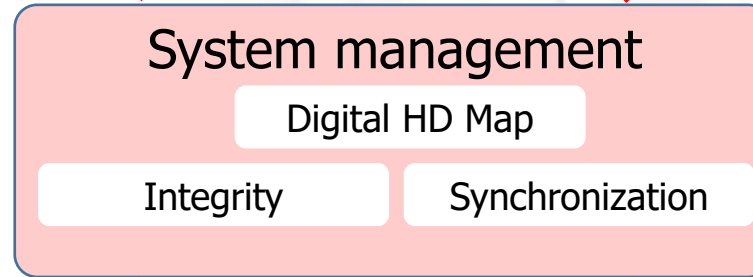 System management
Digital HD Map
Integrity
Synchronization